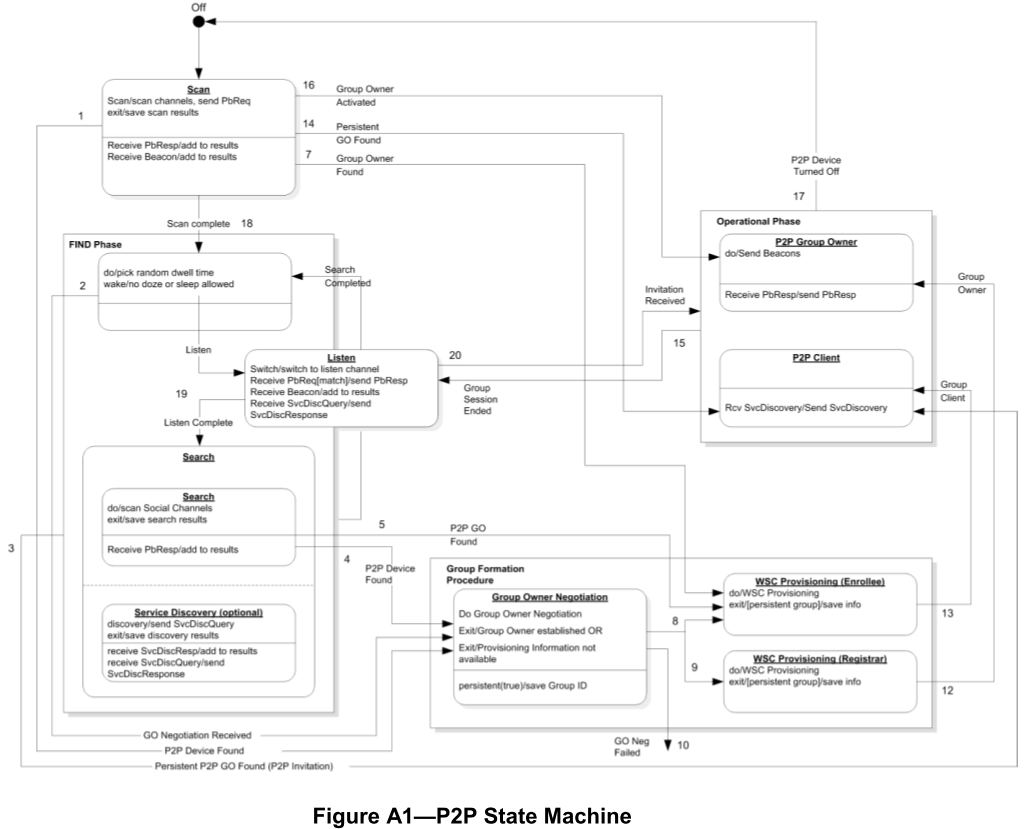 Off
Scan
Scan/scan channels, send PbReq
exit/save scan results
Receive PbResp/add to results
Receive Beacon/add to results
1
16
Group Owner
Activated
14
Persistent
GO Found
7
Group Owner
Found
P2P Device
Turned Off
17
Scan complete
18
FIND Phase
do/pick random dwell time
wake/no doze or sleep allowed
2
Search
Completed
Listen
Listen
Switch/switch to listen channel
Receive PbReq[match]/send PbResp
Receive Beacon/add to results
Receive SvcDiscQuery/send
SvcDiscResponse
19
Listen Complete
20
Invitation
Received
15
Group
Session
Ended
Operational Phase
P2P Group Owner
do/Send Beacons
Receive PbResp/send PbResp
Group
Owner
P2P Client
Rcv SvcDiscovery/Send SvcDiscovery
Group
Client
Search
Search
do/scan Social Channels
exit/save search results
Receive PbResp/add to results
Service Discovery (optional)
discovery/send SvcDiscQuery
exit/save discovery results
receive SvcDiscResp/add to results
receive SvcDiscQuery/send
SvcDiscResponse
3
5
P2P GO
Found
4
P2P Device
Found
Group Formation
Procedure
Group Owner Negotiation
Do Group Owner Negotiation
Exit/Group Owner established OR
Exit/Provisioning Information not
available
persistent(true)/save Group ID
8
9
WSC Provisioning (Enrollee)
do/WSC Provisioning
exit/[persistent group]/save info
13
WSC Provisioning (Registrar)
do/WSC Provisioning
exit/[persistent group]/save info
12
GO Neg
Failed
10
GO Negotiation Received
P2P Device Found
Persistent P2P GO Found (P2P Invitation)
Figure A1—P2P State Machine